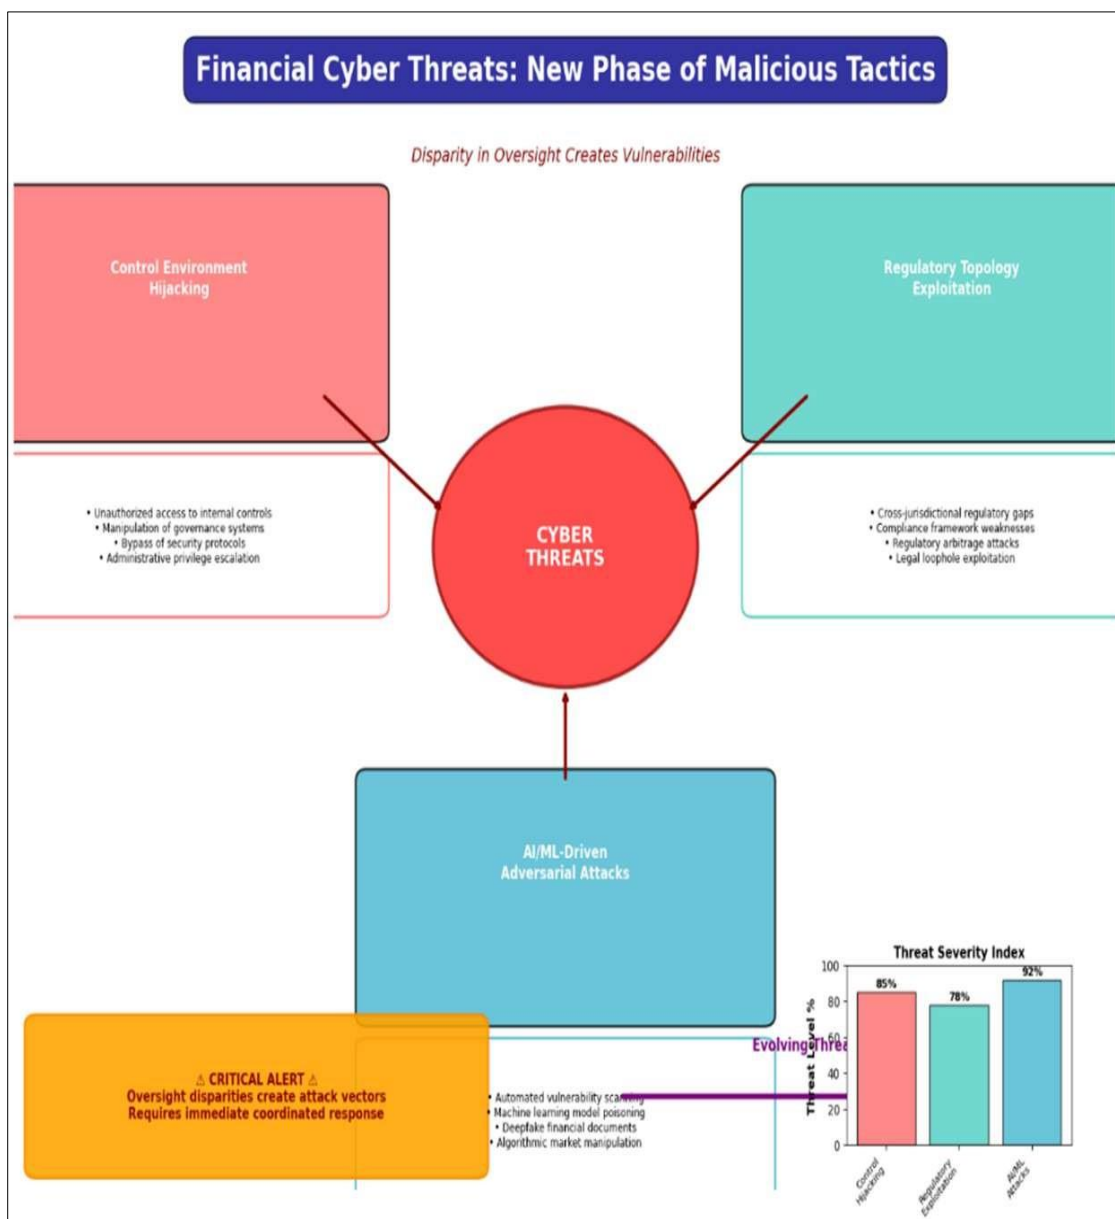 Financial Cyber Threats: New Phase of Malicious Tactics
Disparity in Oversight Creates Vulnerabilities
Control Environment
Hijacking
Regulatory Topology
Exploitation
• Unauthorized access to internal controls
• Manipulation of governance systems
• Bypass of security protocols
• Administrative privilege escalation
CYBER
THREATS
• Cross-jurisdictional regulatory gaps
• Compliance framework weaknesses
• Regulatory arbitrage attacks
• Legal loophole exploitation
AI/ML-Driven
Adversarial Attacks
⚠ CRITICAL ALERT ⚠
Oversight disparities create attack vectors
Requires immediate coordinated response
• Automated vulnerability scanning
• Machine learning model poisoning
• Deepfake financial documents
• Algorithmic market manipulation
Evolving
Threat Severity Index
Threat Level %
100
80
60
40
20
0
85%
78%
92%
Control
Hijacking
Regulatory
Exploitation
AI/ML
Attacks